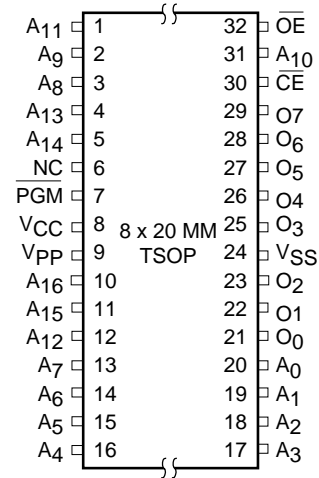 A11 1 32 OE
A9 2 31 A10
A8 3 30 CE
A13 4 29 O7
A14 5 28 O6
NC 6 27 O5
PGM 7 26 O4
VCC 8 8 x 20 MM 25 O3
VPP 9 TSOP 24 VSS
A16 10 23 O2
A15 11 22 O1
A12 12 21 O0
A7 13 20 A0
A6 14 19 A1
A5 15 18 A2
A4 16 17 A3